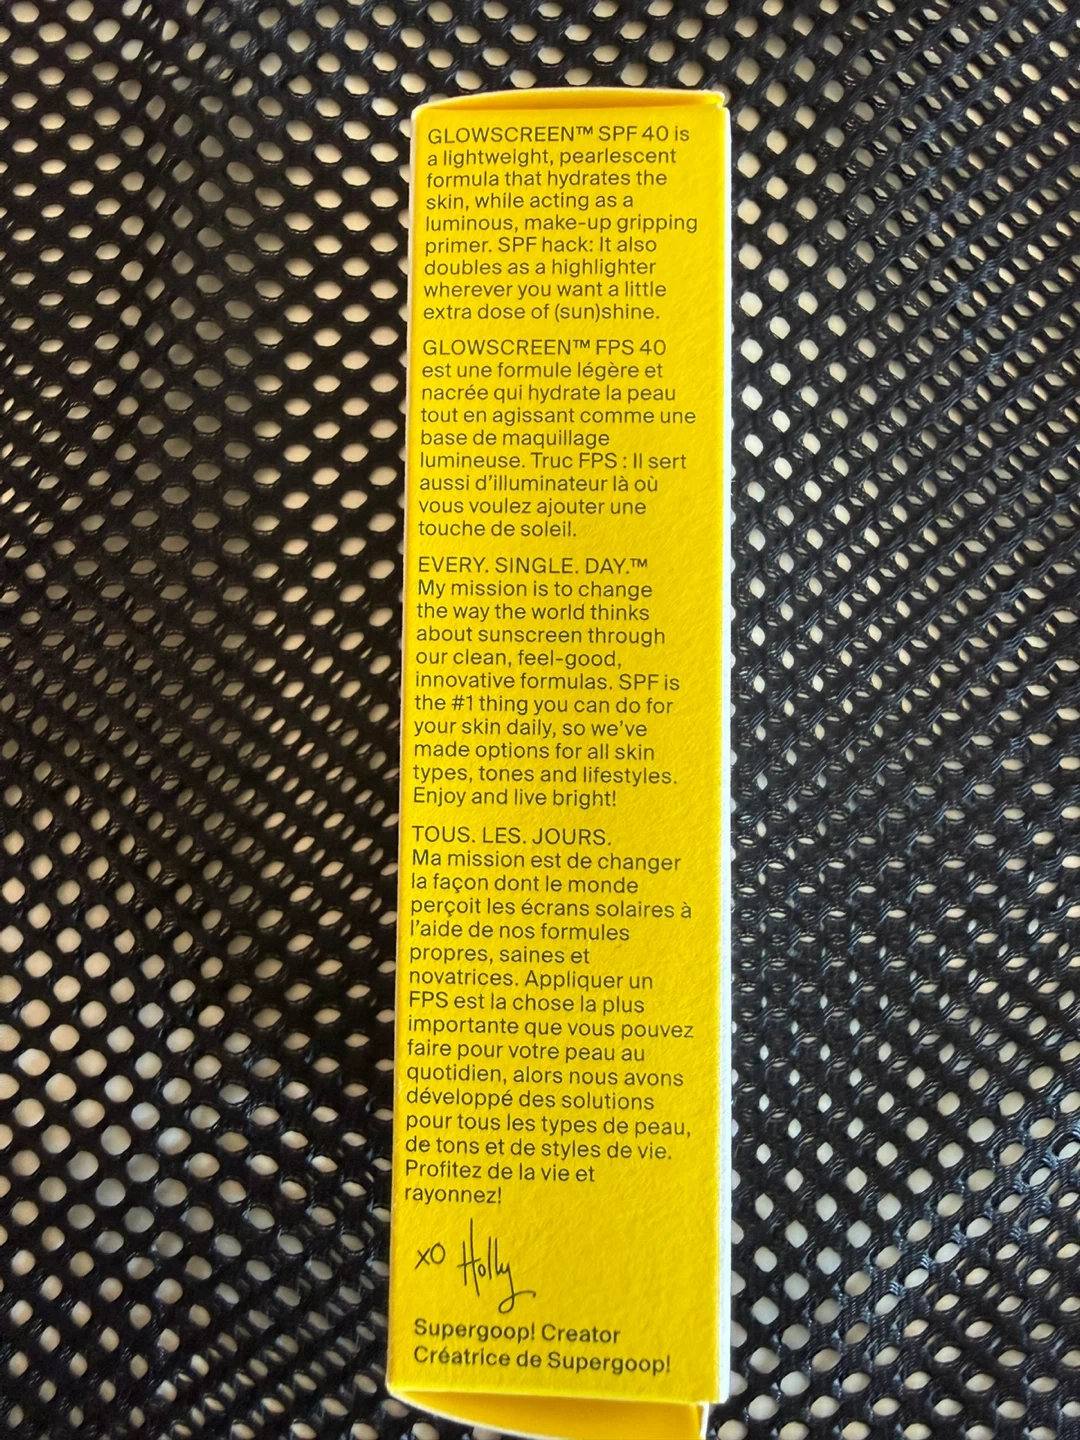 GLOWSCREEN™ SPF 40 is
a lightweight, pearlescent
formula that hydrates the
skin, while acting as a
luminous, make-up gripping
primer. SPF hack: It also
doubles as a highlighter
wherever you want a little
extra dose of (sun)shine.
GLOWSCREEN™ FPS 40
est une formule légère et
nacrée qui hydrate la peau
tout en agissant comme une
base de maquillage
lumineuse. Truc FPS : Il sert
aussi d'illuminateur là où
vous voulez ajouter une
touche de soleil.
EVERY. SINGLE. DAY.™
My mission is to change
the way the world thinks
about sunscreen through
our clean, feel-good,
innovative formulas. SPF is
the #1 thing you can do for
your skin daily, so we've
made options for all skin
types, tones and lifestyles.
Enjoy and live bright!
TOUS. LES. JOURS.
Ma mission est de changer
la façon dont le monde
perçoit les écrans solaires à
l'aide de nos formules
propres, saines et
novatrices. Appliquer un
FPS est la chose la plus
importante que vous pouvez
faire pour votre peau au
quotidien, alors nous avons
développé des solutions
pour tous les types de peau,
de tons et de styles de vie.
Profitez de la vie et
rayonnez!
xo Holly
Supergoop! Creator
Créatrice de Supergoop!